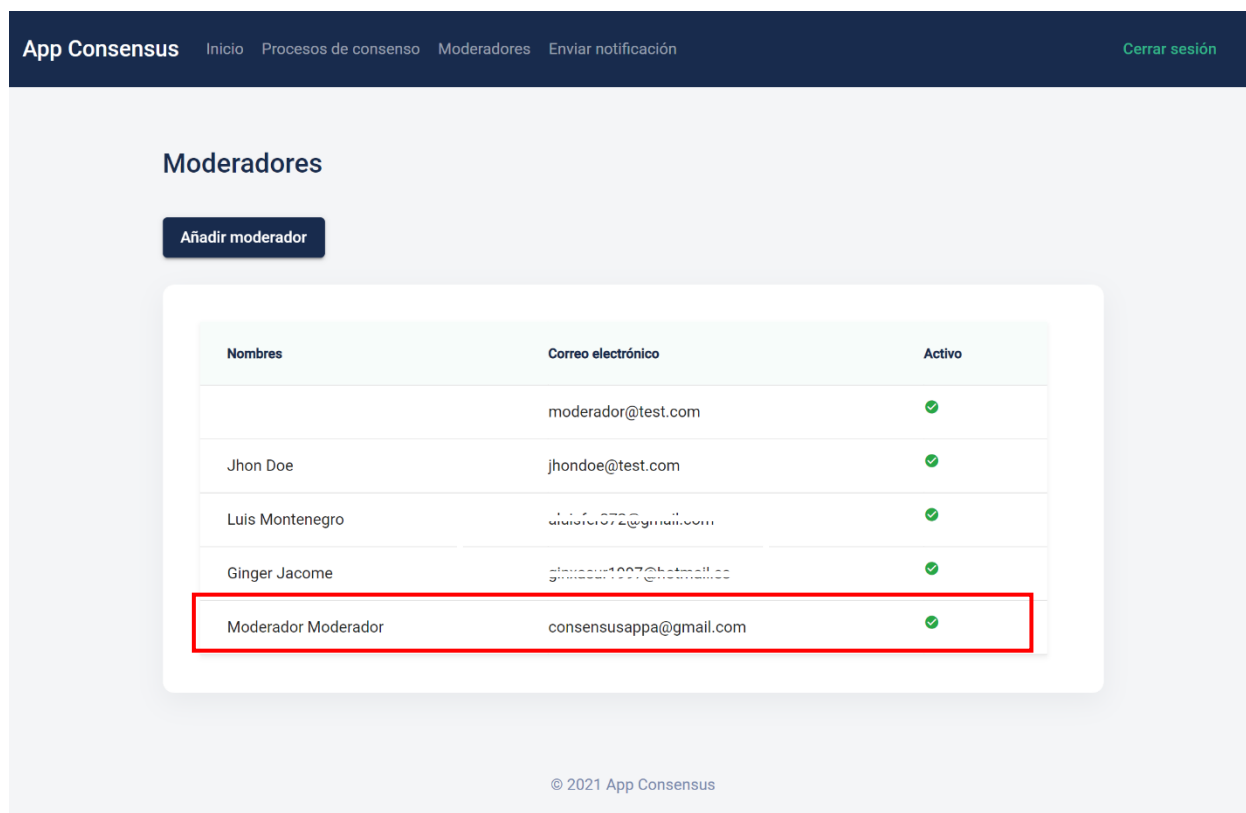 App Consensus Inicio Procesos de consenso Moderadores Enviar notificación Cerrar sesión
Moderadores
Añadir moderador
Nombres Correo electrónico Activo
moderador@test.com
Jhon Doe jhondoe@test.com
Luis Montenegro
Ginger Jacome
Moderador Moderador consensusappa@gmail.com
© 2021 App Consensus